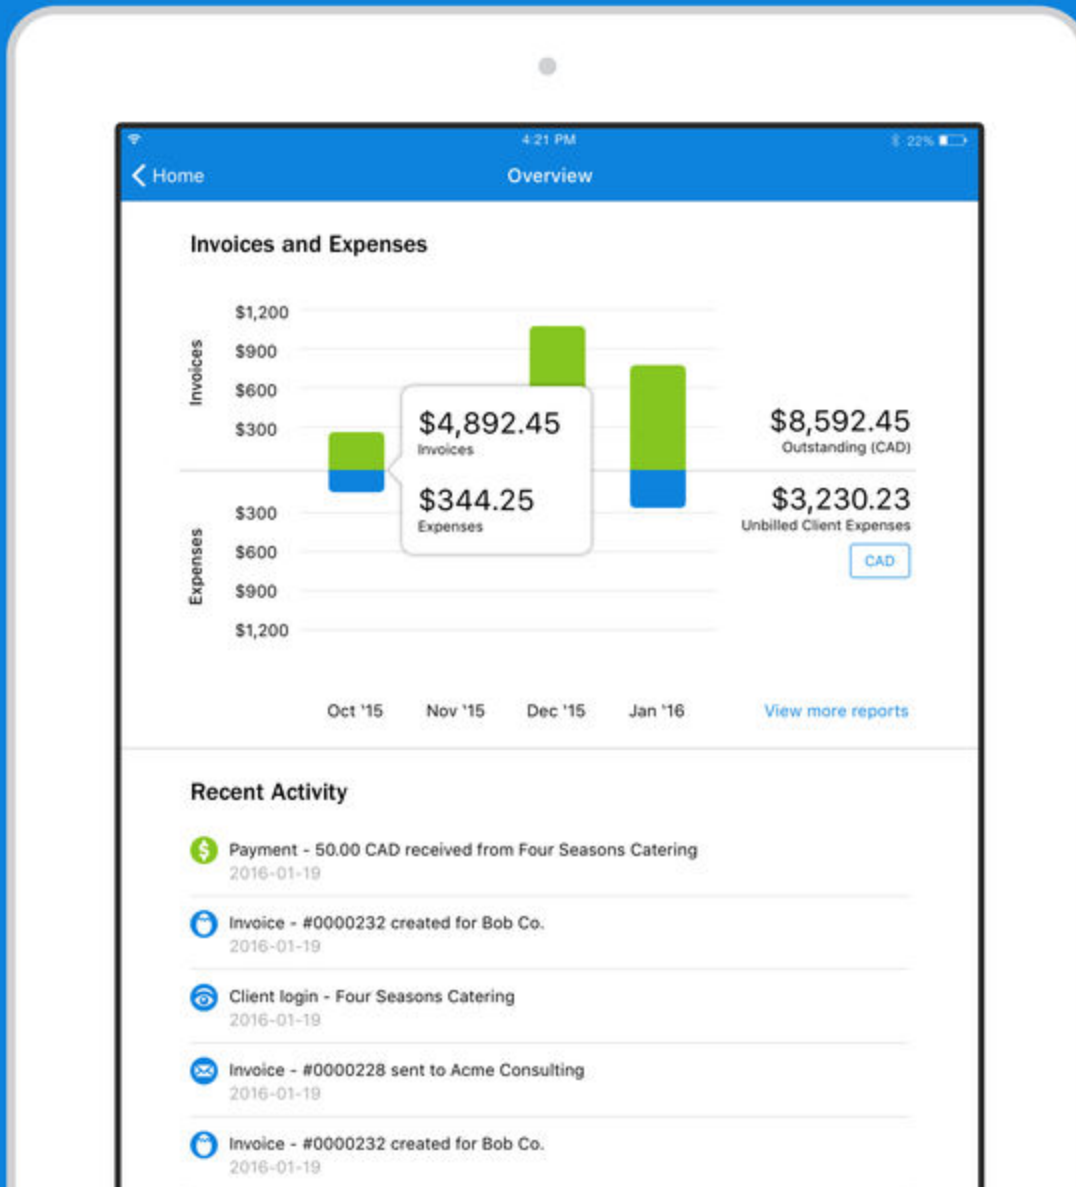 4:21 PM
22%
Home
Overview
Invoices and Expenses
Invoices
$1,200
$900
$600
$300
Expenses
$300
$600
$900
$1,200
$4,892.45
Invoices
$344.25
Expenses
$8,592.45
Outstanding (CAD)
$3,230.23
Unbilled Client Expenses
CAD
Oct '15
Nov '15
Dec '15
Jan '16
View more reports
Recent Activity
$
Payment - 50.00 CAD received from Four Seasons Catering
2016-01-19
Invoice - #0000232 created for Bob Co.
2016-01-19
Client login - Four Seasons Catering
2016-01-19
Invoice - #0000228 sent to Acme Consulting
2016-01-19
Invoice - #0000232 created for Bob Co.
2016-01-19